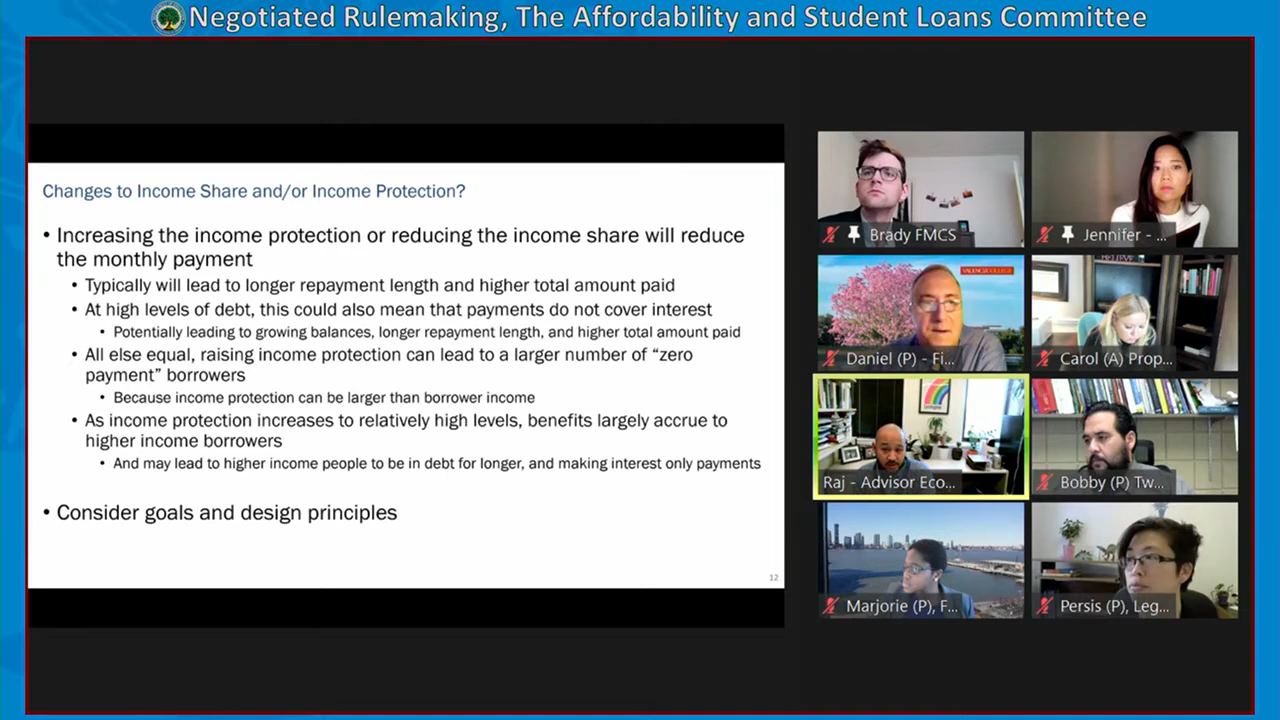 Negotiated Rulemaking, The Affordability and Student Loans Committee
Changes to Income Share and/or Income Protection?
• Increasing the income protection or reducing the income share will reduce
the monthly payment
• Typically will lead to longer repayment length and higher total amount paid
• At high levels of debt, this could also mean that payments do not cover interest
• Potentially leading to growing balances, longer repayment length, and higher total amount paid
• All else equal, raising income protection can lead to a larger number of “zero
payment” borrowers
• Because income protection can be larger than borrower income
• As income protection increases to relatively high levels, benefits largely accrue to
higher income borrowers
• And may lead to higher income people to be in debt for longer, and making interest only payments
• Consider goals and design principles
12
Brady FMCS
Jennifer - ...
VALENCIA COLLEGE
Daniel (P) - Fi...
Carol (A) Prop...
Raj - Advisor Eco...
Bobby (P) Tw...
Marjorie (P), F...
Persis (P), Leg...